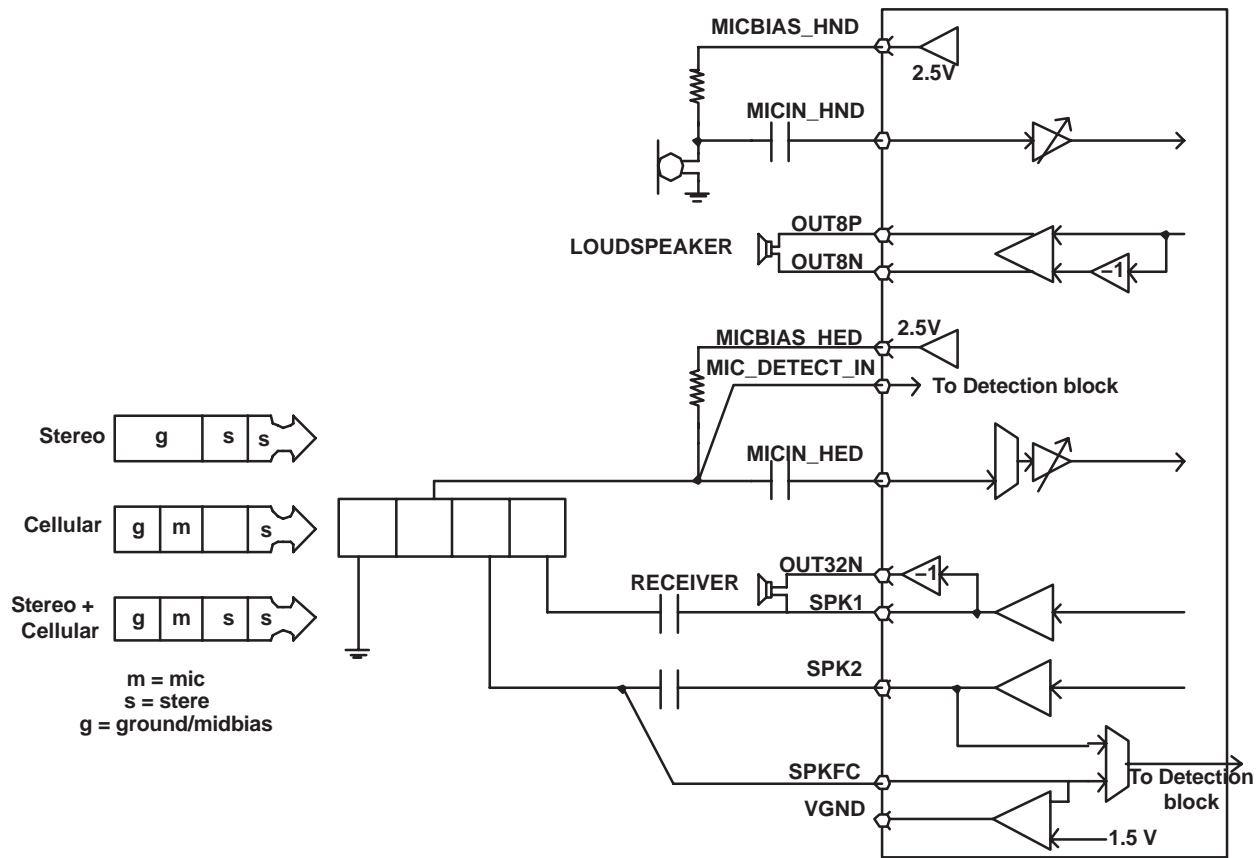 MICBIAS_HND
2.5V
MICIN_HND
LOUDSPEAKER
OUT8P
OUT8N
–1
MICBIAS_HED
2.5V
MIC_DETECT_IN
To Detection block
Stereo
g
s
s
MICIN_HED
Cellular
g
m
s
RECEIVER
OUT32N
–1
SPK1
Stereo +
Cellular
g
m
s
s
m = mic
s = stere
g = ground/midbias
SPK2
SPKFC
To Detection
block
VGND
1.5 V